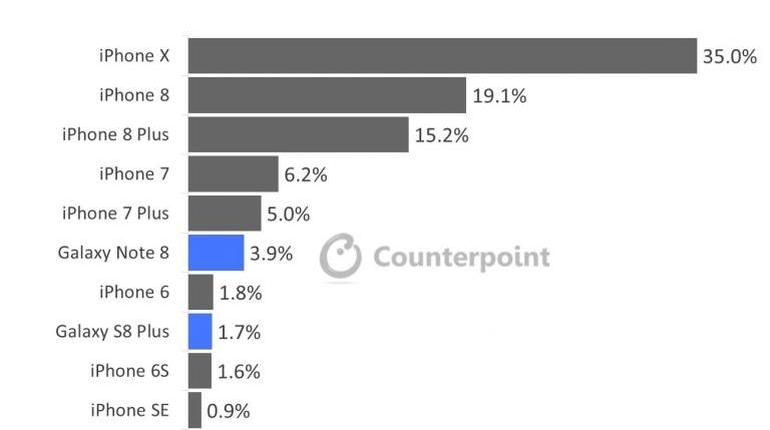 iPhone X 35.0%
iPhone 8 19.1%
iPhone 8 Plus 15.2%
iPhone 7 6.2%
iPhone 7 Plus 5.0%
Galaxy Note 8 3.9%
Counterpoint
iPhone 6 1.8%
Galaxy S8 Plus 1.7%
iPhone 6S 1.6%
iPhone SE 0.9%